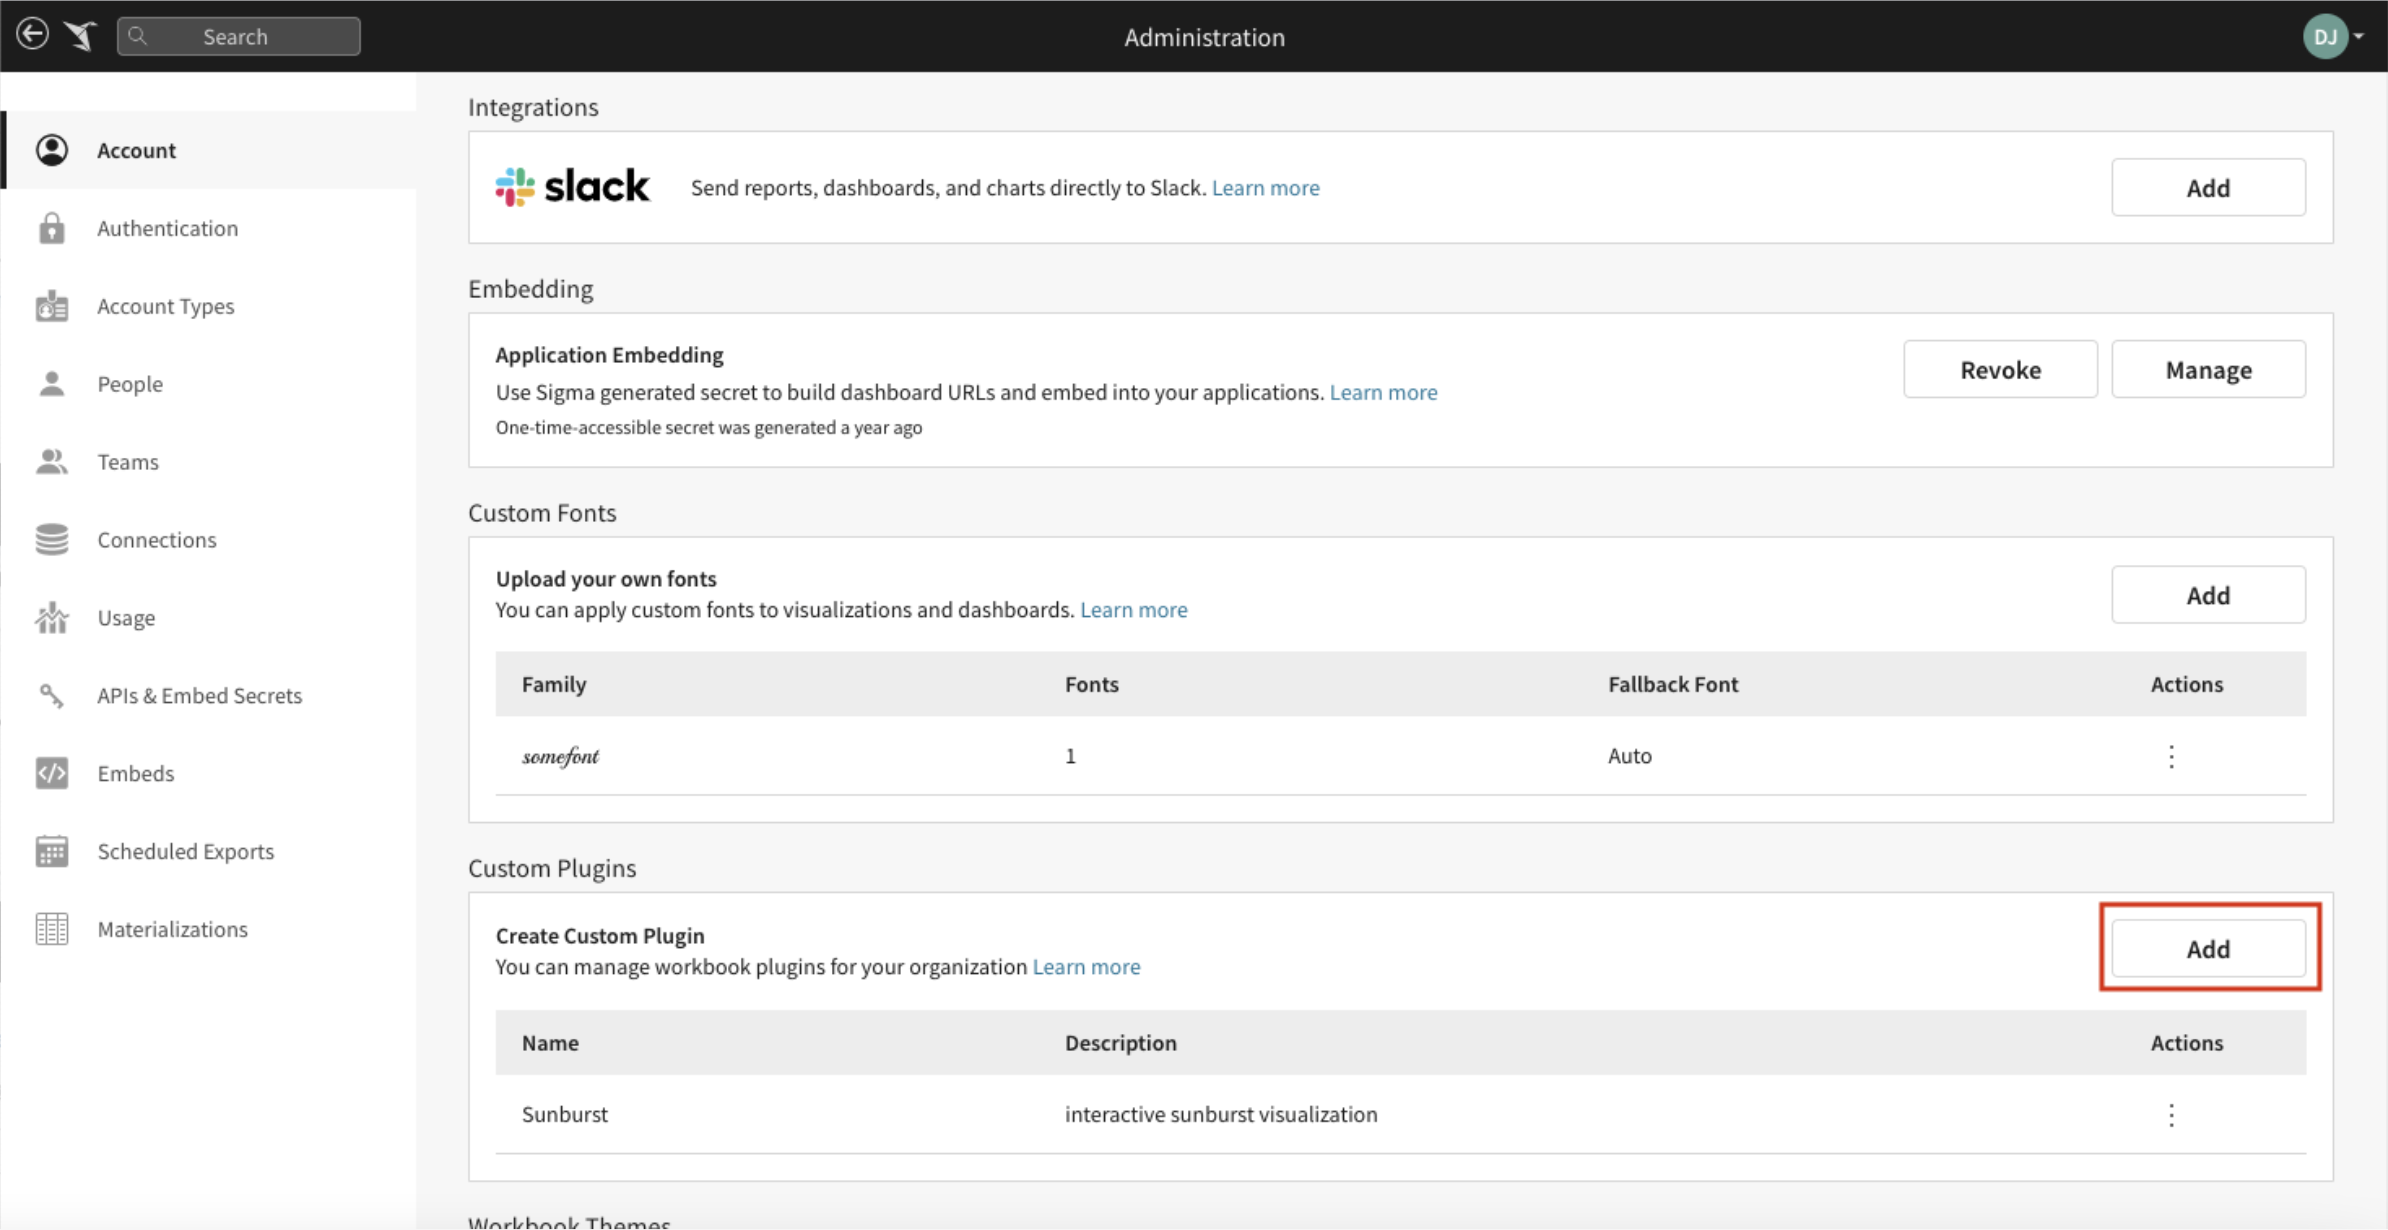 Search
Administration
DJ
Account
Authentication
Account Types
People
Teams
Connections
Usage
APIs & Embed Secrets
Embeds
Scheduled Exports
Materializations
Integrations
slack
Send reports, dashboards, and charts directly to Slack. Learn more
Add
Embedding
Application Embedding
Use Sigma generated secret to build dashboard URLs and embed into your applications. Learn more
One-time-accessible secret was generated a year ago
Revoke
Manage
Custom Fonts
Upload your own fonts
You can apply custom fonts to visualizations and dashboards. Learn more
Add
Family Fonts Fallback Font Actions
somefont 1 Auto
Custom Plugins
Create Custom Plugin
You can manage workbook plugins for your organization Learn more
Add
Name Description Actions
Sunburst interactive sunburst visualization
Workbook Themes